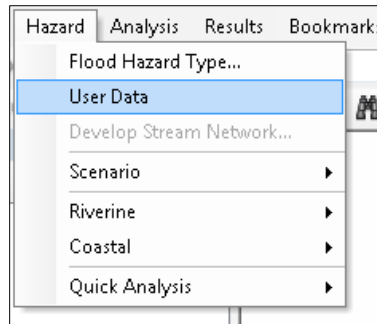 Hazard Analysis Results Bookmark
Flood Hazard Type...
User Data
Develop Stream Network...
Scenario
Riverine
Coastal
Quick Analysis